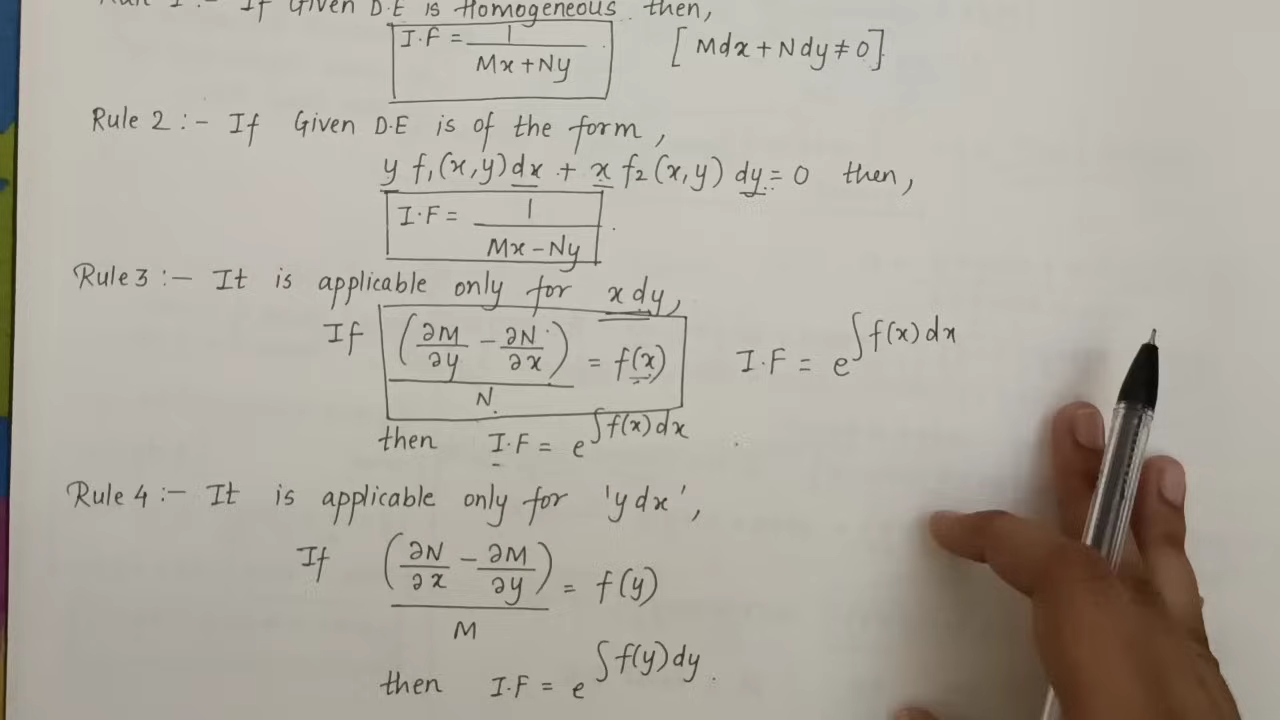 If Given D.E is Homogeneous then,
I.F = 1/(Mx + Ny) [Mdx + Ndy ≠ 0]
Rule 2 :- If Given D.E is of the form,
y f₁(x,y) dx + x f₂(x,y) dy = 0 then,
I.F = 1/(Mx - Ny)
Rule 3 :- It is applicable only for x dy,
If (∂M/∂y - ∂N/∂x)/N = f(x) I.F = e^∫f(x)dx
then I.F = e^∫f(x)dx
Rule 4 :- It is applicable only for 'y dx',
If (∂N/∂x - ∂M/∂y)/M = f(y)
then I.F = e^∫f(y)dy.